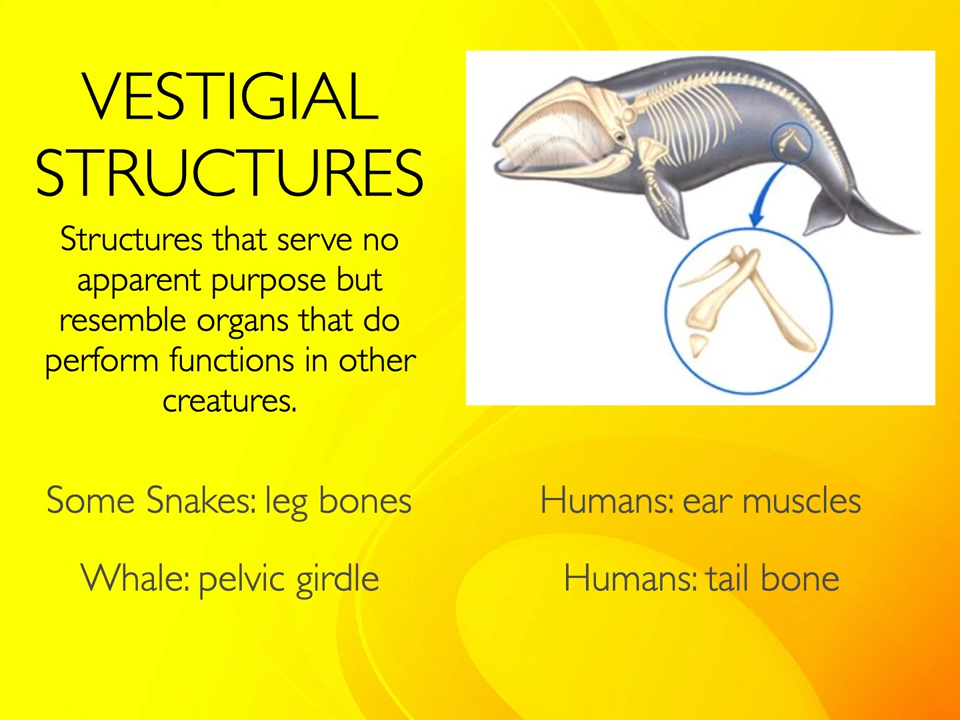 VESTIGIAL
STRUCTURES
Structures that serve no
apparent purpose but
resemble organs that do
perform functions in other
creatures.
Some Snakes: leg bones
Humans: ear muscles
Whale: pelvic girdle
Humans: tail bone